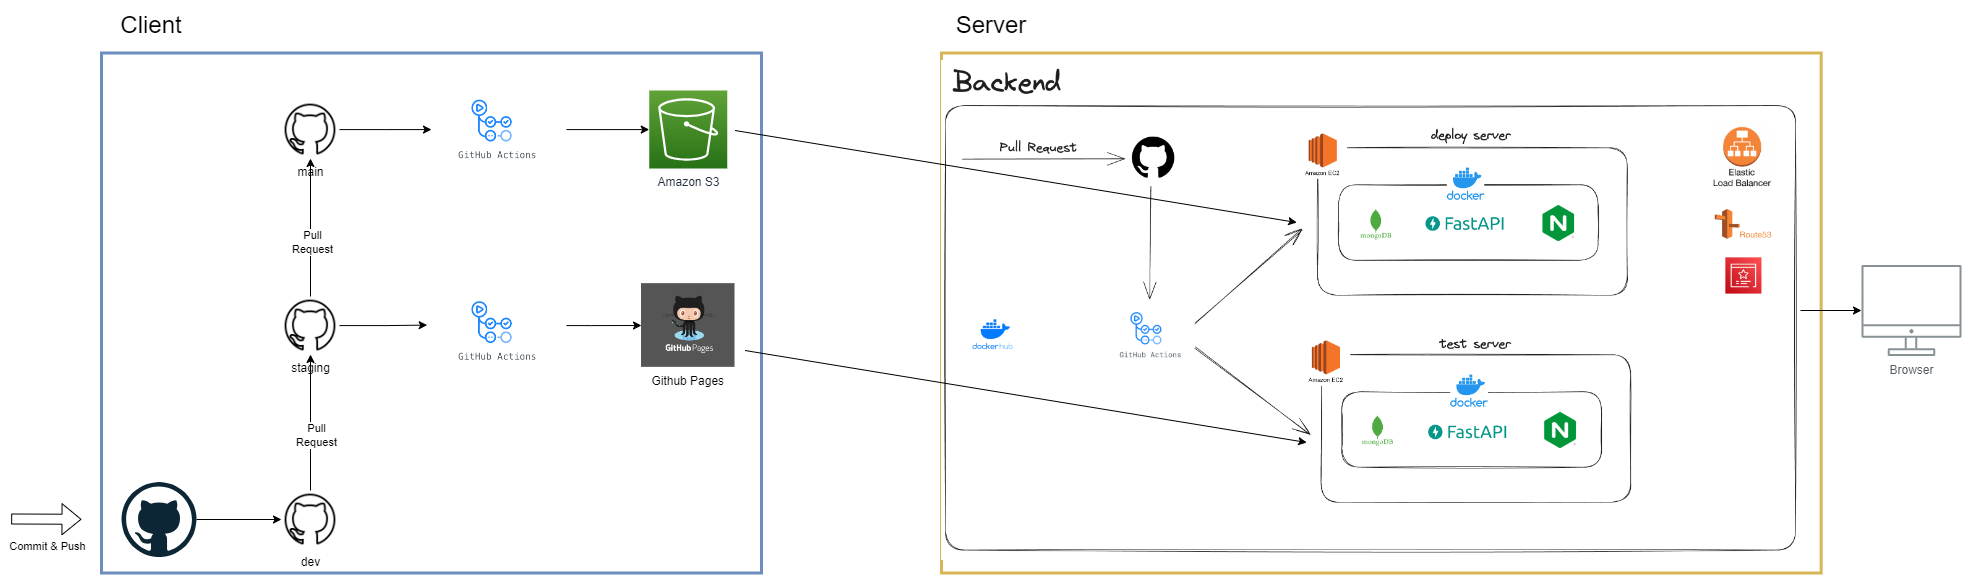 Client
Server
main
GitHub Actions
Amazon S3
Pull
Request
staging
GitHub Actions
GitHub Pages
Github Pages
Pull
Request
Commit & Push
dev
Backend
Pull Request
docker hub
GitHub Actions
deploy server
Amazon EC2
docker
mongoDB
FastAPI
N
test server
Amazon EC2
docker
mongoDB
FastAPI
N
Elastic
Load Balancer
Route53
Browser